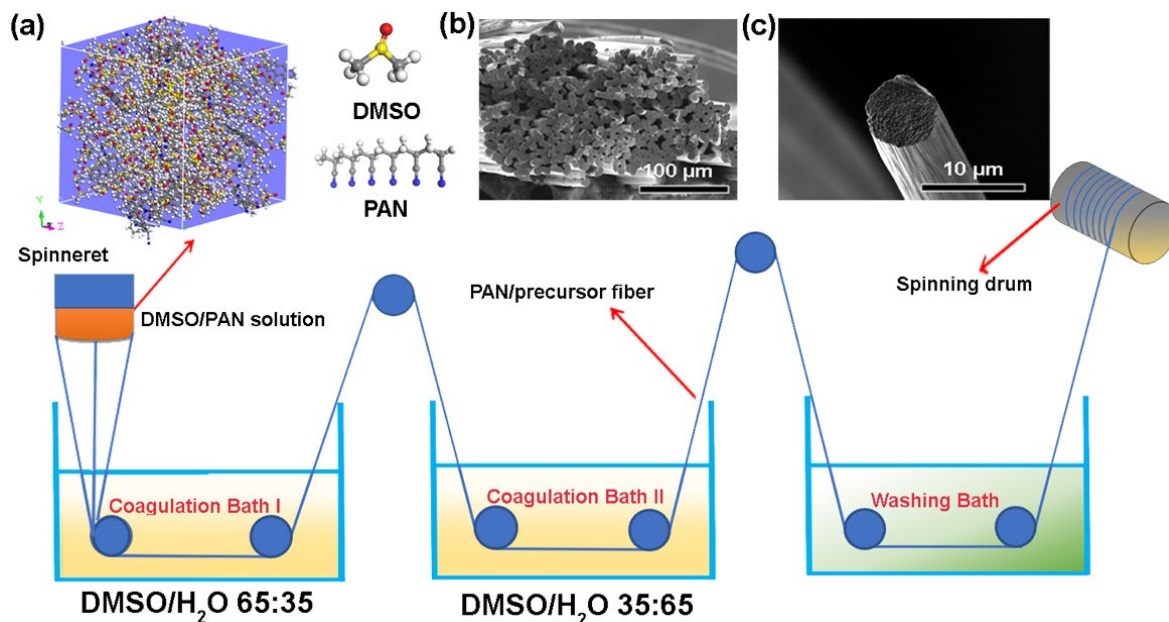 (a)
(b)
(c)
DMSO
PAN
100 µm
10 µm
Y
Z
Spinneret
DMSO/PAN solution
PAN/precursor fiber
Spinning drum
Coagulation Bath I
Coagulation Bath II
Washing Bath
DMSO/H₂O 65:35
DMSO/H₂O 35:65